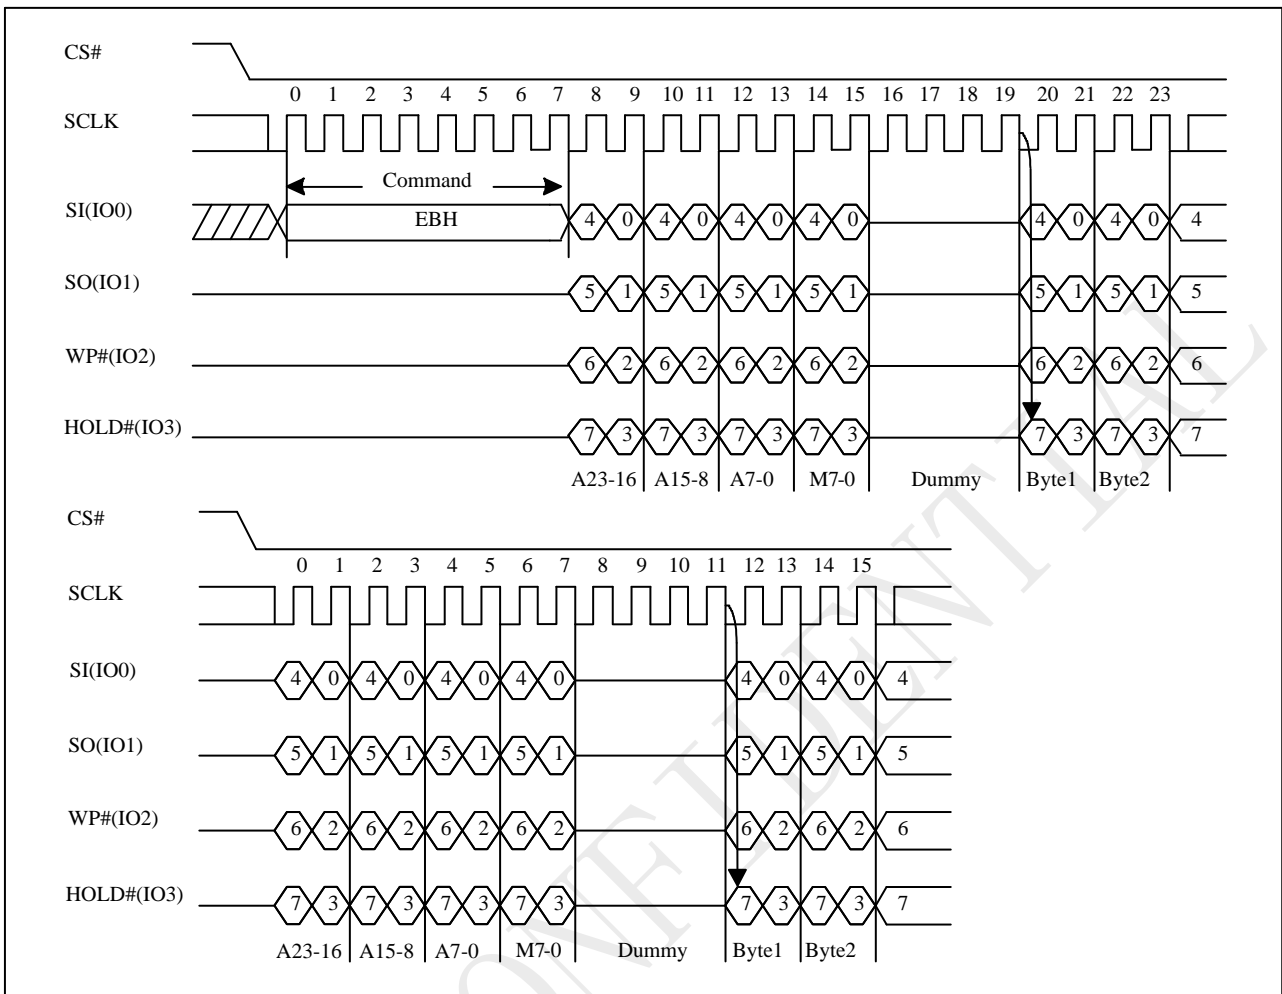 CS#
0 1 2 3 4 5 6 7 8 9 10 11 12 13 14 15 16 17 18 19 20 21 22 23
SCLK
Command
SI(IO0) EBH 4 0 4 0 4 0 4 0 4 0 4 0 4
SO(IO1) 5 1 5 1 5 1 5 1 5 1 5 1 5
WP#(IO2) 6 2 6 2 6 2 6 2 6 2 6 2 6
HOLD#(IO3) 7 3 7 3 7 3 7 3 7 3 7 3 7
A23-16 A15-8 A7-0 M7-0 Dummy Byte1 Byte2
CS#
0 1 2 3 4 5 6 7 8 9 10 11 12 13 14 15
SCLK
SI(IO0) 4 0 4 0 4 0 4 0 4 0 4 0 4
SO(IO1) 5 1 5 1 5 1 5 1 5 1 5 1 5
WP#(IO2) 6 2 6 2 6 2 6 2 6 2 6 2 6
HOLD#(IO3) 7 3 7 3 7 3 7 3 7 3 7 3 7
A23-16 A15-8 A7-0 M7-0 Dummy Byte1 Byte2
ONFIDENTIAL